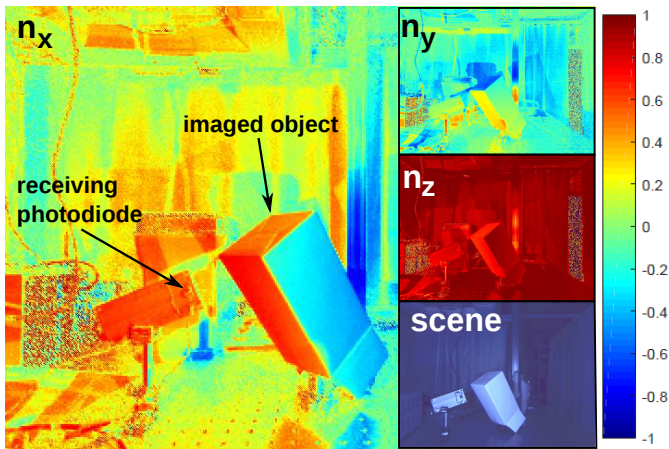 n_x
imaged object
receiving
photodiode
n_y
n_z
scene
1
0.8
0.6
0.4
0.2
0
-0.2
-0.4
-0.6
-0.8
-1